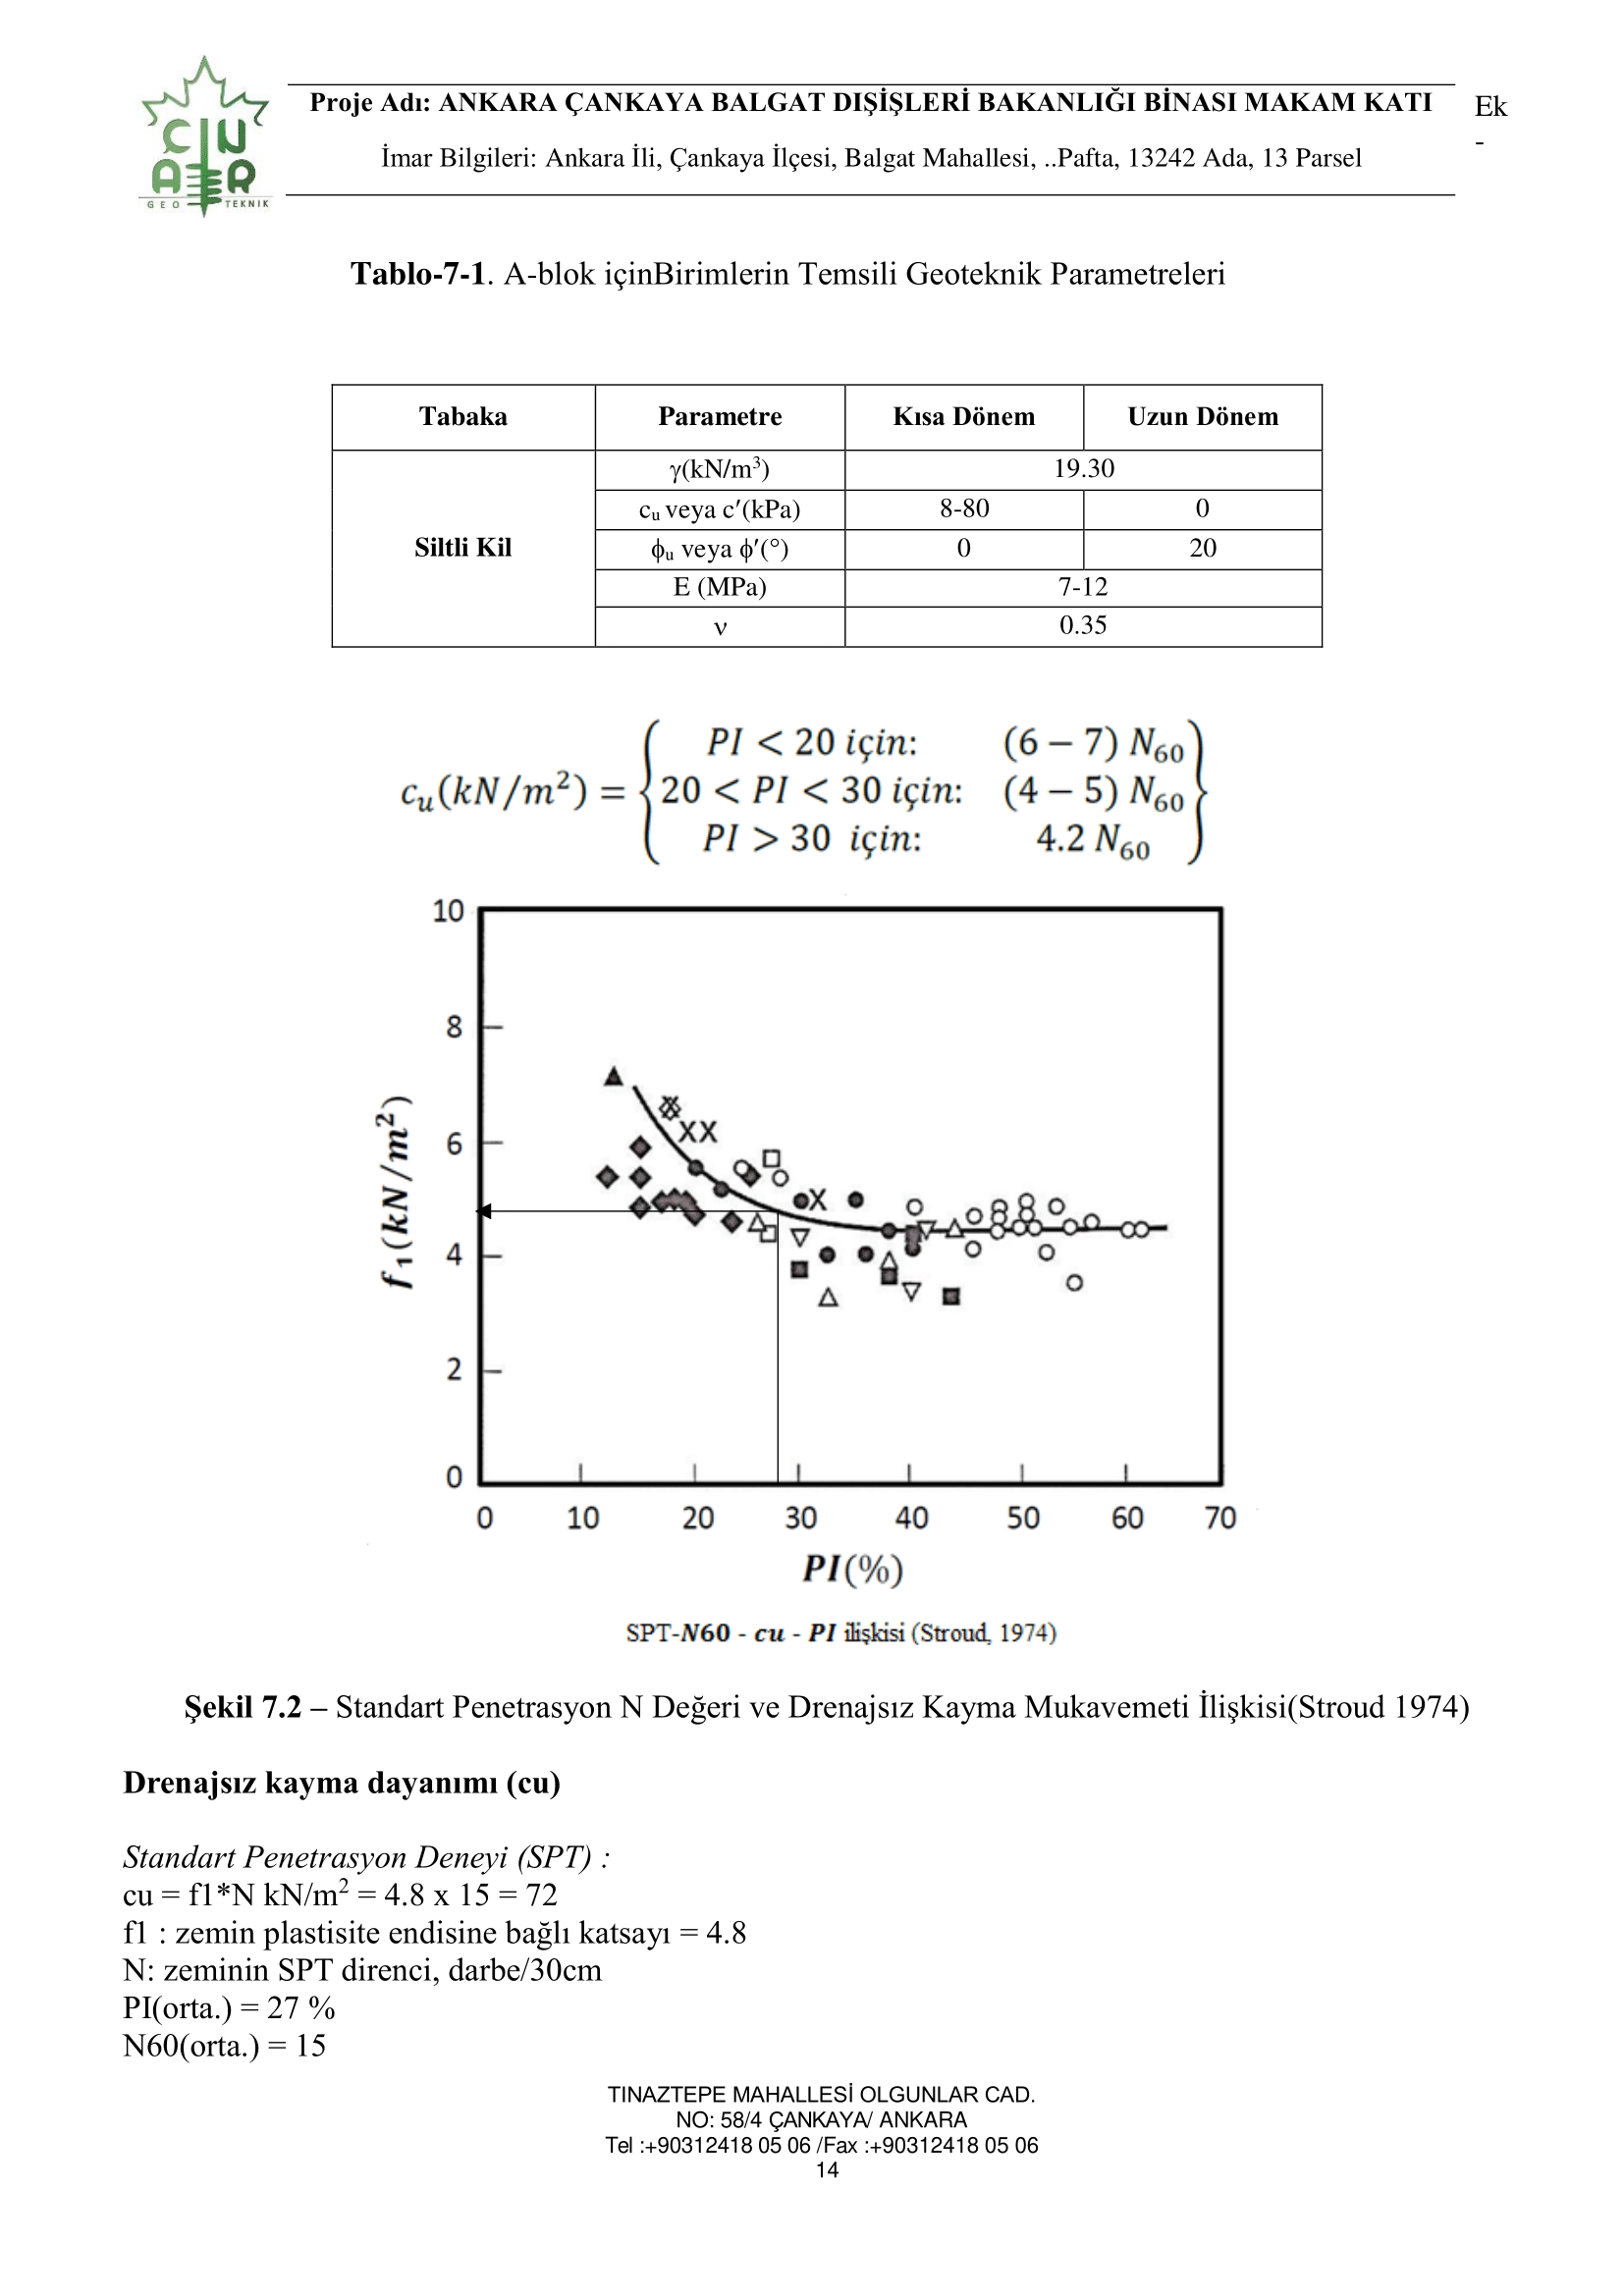 ÇINAR
GEO TEKNIK
Proje Adı: ANKARA ÇANKAYA BALGAT DIŞİŞLERİ BAKANLIĞI BİNASI MAKAM KATI
İmar Bilgileri: Ankara İli, Çankaya İlçesi, Balgat Mahallesi, ..Pafta, 13242 Ada, 13 Parsel
Ek
-
Tablo-7-1. A-blok içinBirimlerin Temsili Geoteknik Parametreleri
Tabaka Parametre Kısa Dönem Uzun Dönem
Siltli Kil
γ(kN/m³) 19.30
cu veya c′(kPa) 8-80 0
ϕu veya ϕ′(°) 0 20
E (MPa) 7-12
ν 0.35
PI < 20 için: (6 − 7) N60
cu(kN/m²) = 20 < PI < 30 için: (4 − 5) N60
PI > 30 için: 4.2 N60
10
8
6
4
2
0
f1(kN/m²)
0 10 20 30 40 50 60 70
PI(%)
SPT-N60 - cu - PI ilişkisi (Stroud, 1974)
Şekil 7.2 – Standart Penetrasyon N Değeri ve Drenajsız Kayma Mukavemeti İlişkisi(Stroud 1974)
Drenajsız kayma dayanımı (cu)
Standart Penetrasyon Deneyi (SPT) :
cu = f1*N kN/m² = 4.8 x 15 = 72
f1 : zemin plastisite endisine bağlı katsayı = 4.8
N: zeminin SPT direnci, darbe/30cm
PI(orta.) = 27 %
N60(orta.) = 15
TINAZTEPE MAHALLESİ OLGUNLAR CAD.
NO: 58/4 ÇANKAYA/ ANKARA
Tel :+90312418 05 06 /Fax :+90312418 05 06
14